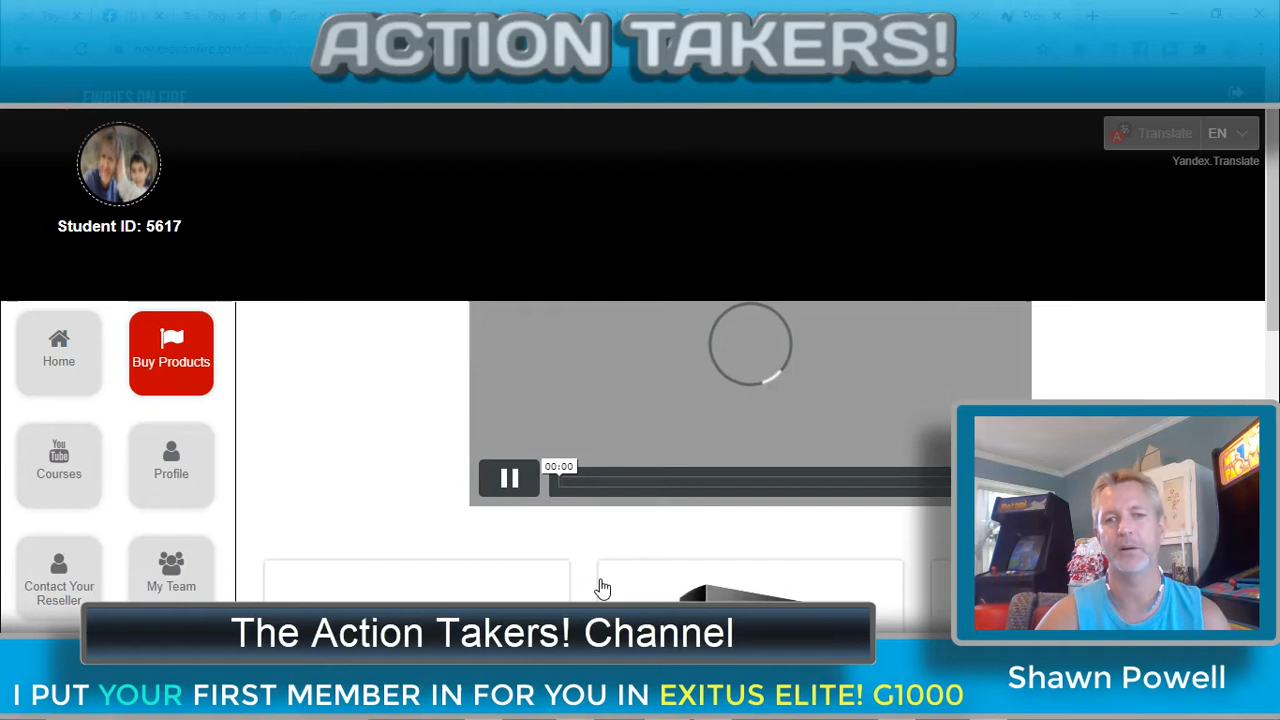 ACTION TAKERS!
Translate EN
Yandex.Translate
Student ID: 5617
Home
Buy Products
You
Tube
Courses
Profile
00:00
Contact Your
Reseller
My Team
The Action Takers! Channel
Shawn Powell
I PUT YOUR FIRST MEMBER IN FOR YOU IN EXITUS ELITE! G1000